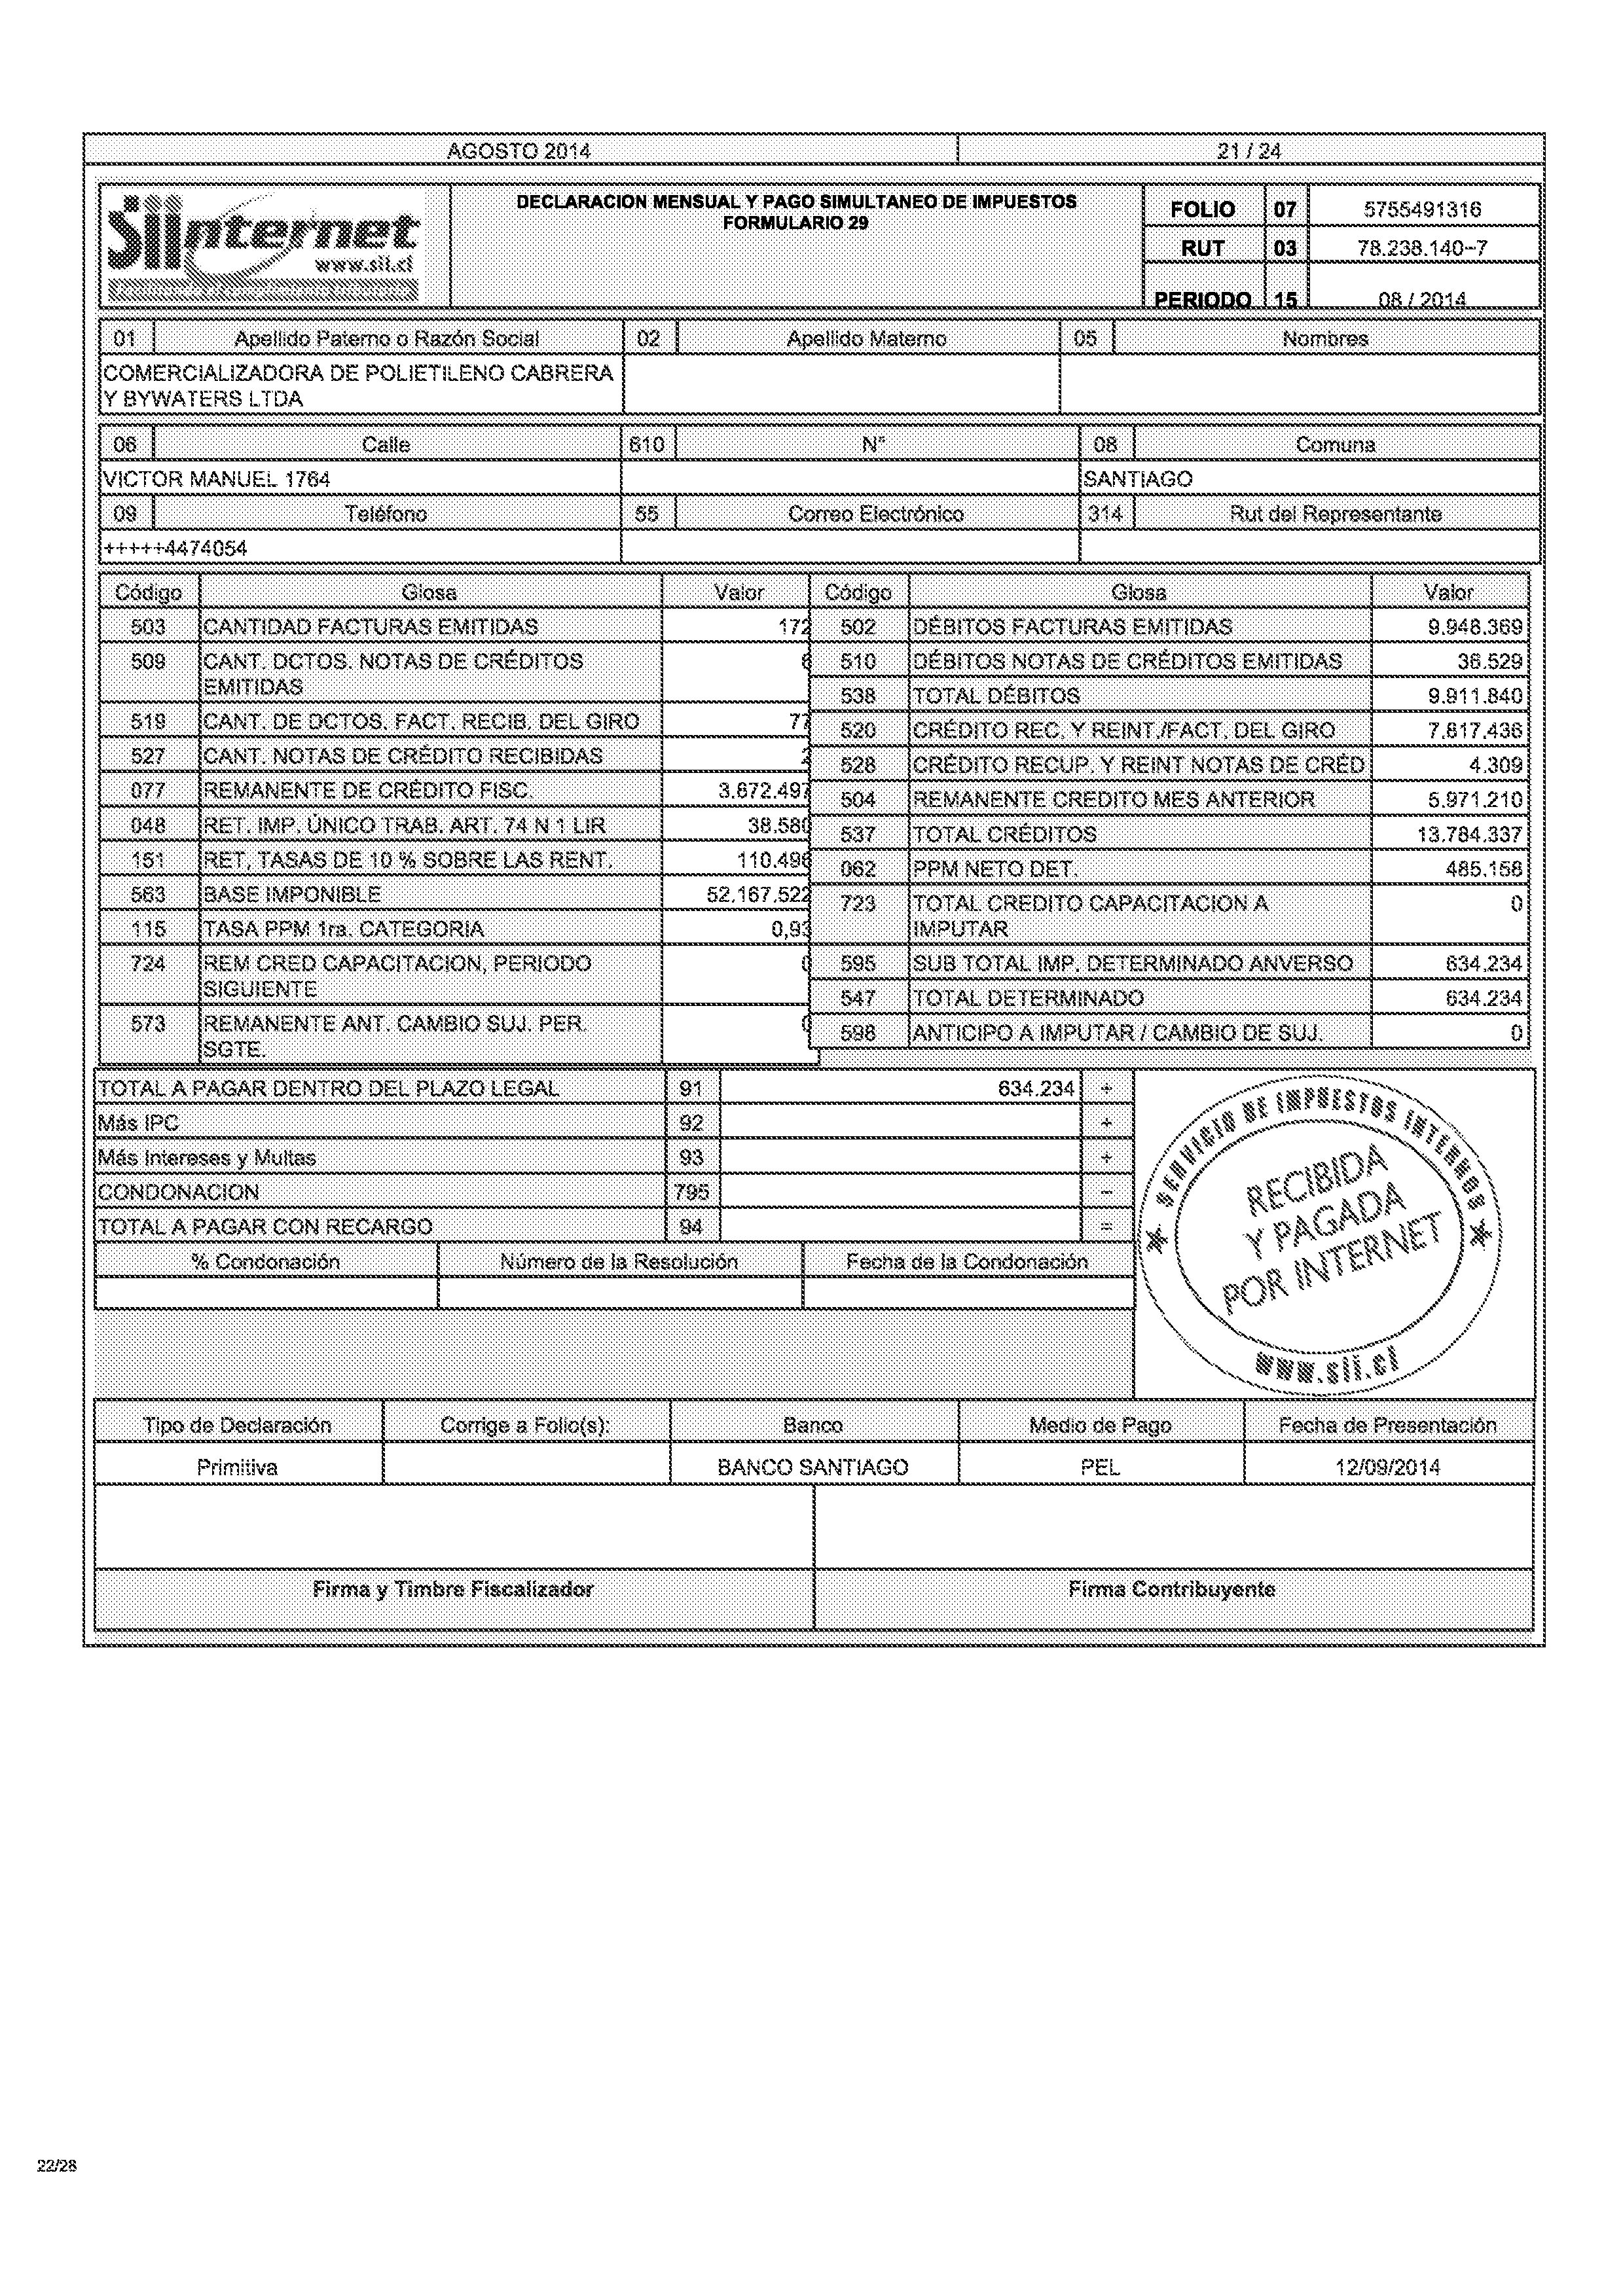 AGOSTO 2014 21 / 24
SIInternet
www.sii.cl
DECLARACION MENSUAL Y PAGO SIMULTANEO DE IMPUESTOS
FORMULARIO 29
FOLIO 07 5755491316
RUT 03 78.238.140-7
PERIODO 15 08 / 2014
01 Apellido Paterno o Razón Social 02 Apellido Materno 05 Nombres
COMERCIALIZADORA DE POLIETILENO CABRERA
Y BYWATERS LTDA
06 Calle 610 N° 08 Comuna
VICTOR MANUEL 1764 SANTIAGO
09 Teléfono 55 Correo Electrónico 314 Rut del Representante
+++++4474054
Código Glosa Valor Código Glosa Valor
503 CANTIDAD FACTURAS EMITIDAS 172 502 DÉBITOS FACTURAS EMITIDAS 9.948.369
509 CANT. DCTOS. NOTAS DE CRÉDITOS 6 510 DÉBITOS NOTAS DE CRÉDITOS EMITIDAS 36.529
EMITIDAS 538 TOTAL DÉBITOS 9.911.840
519 CANT. DE DCTOS. FACT. RECIB. DEL GIRO 77 520 CRÉDITO REC. Y REINT./FACT. DEL GIRO 7.817.436
527 CANT. NOTAS DE CRÉDITO RECIBIDAS 2 528 CRÉDITO RECUP. Y REINT NOTAS DE CRÉD 4.309
077 REMANENTE DE CRÉDITO FISC. 3.872.497 504 REMANENTE CREDITO MES ANTERIOR 5.971.210
048 RET. IMP. ÚNICO TRAB. ART. 74 N 1 LIR 38.580 537 TOTAL CRÉDITOS 13.784.337
151 RET, TASAS DE 10 % SOBRE LAS RENT. 110.496 062 PPM NETO DET. 485.158
563 BASE IMPONIBLE 52.167.522 723 TOTAL CREDITO CAPACITACION A 0
115 TASA PPM 1ra. CATEGORIA 0,93 IMPUTAR
724 REM CRED CAPACITACION, PERIODO 0 595 SUB TOTAL IMP. DETERMINADO ANVERSO 634.234
SIGUIENTE 547 TOTAL DETERMINADO 634.234
573 REMANENTE ANT. CAMBIO SUJ. PER. 0 598 ANTICIPO A IMPUTAR / CAMBIO DE SUJ. 0
SGTE.
TOTAL A PAGAR DENTRO DEL PLAZO LEGAL 91 634.234 +
Más IPC 92 +
Más Intereses y Multas 93 +
CONDONACION 795 -
TOTAL A PAGAR CON RECARGO 94 =
% Condonación Número de la Resolución Fecha de la Condonación
SERVICIO DE IMPUESTOS INTERNOS
RECIBIDA
Y PAGADA
POR INTERNET
www.sii.cl
Tipo de Declaración Corrige a Folio(s): Banco Medio de Pago Fecha de Presentación
Primitiva BANCO SANTIAGO PEL 12/09/2014
Firma y Timbre Fiscalizador Firma Contribuyente
22/28